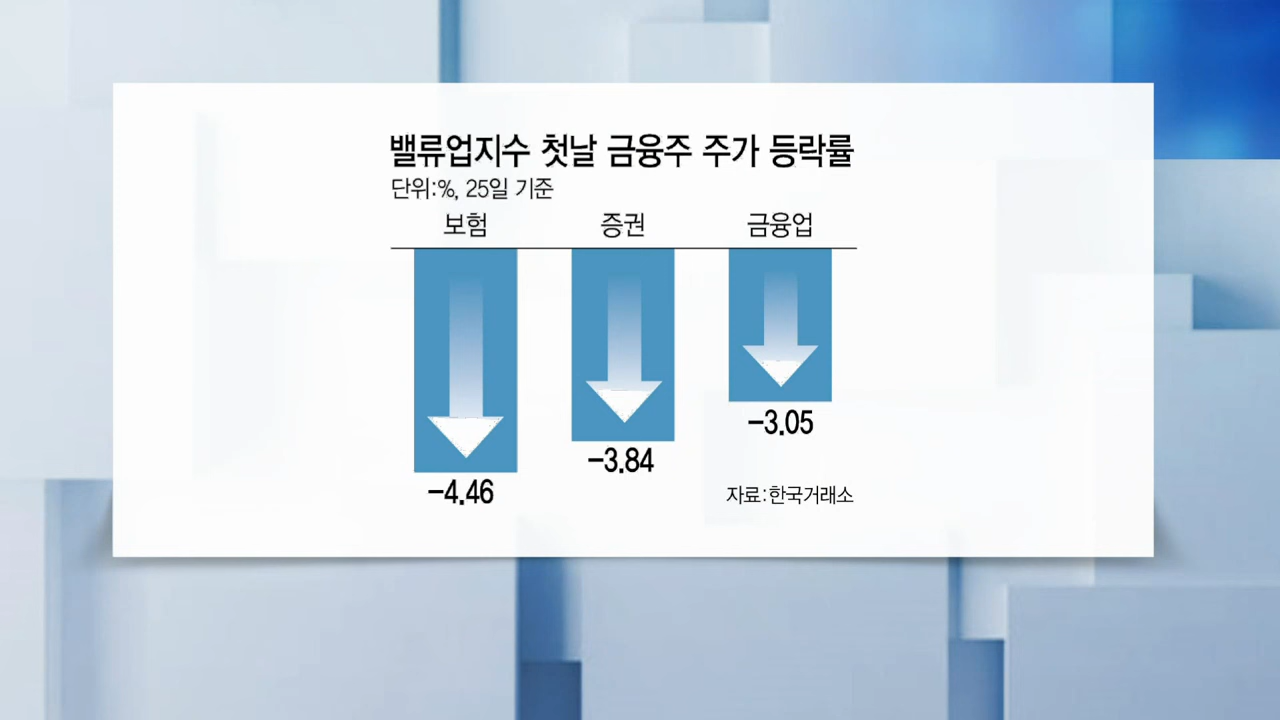 밸류업지수 첫날 금융주 주가 등락률
단위:%, 25일 기준
보험 증권 금융업
-4.46
-3.84
-3.05
자료:한국거래소